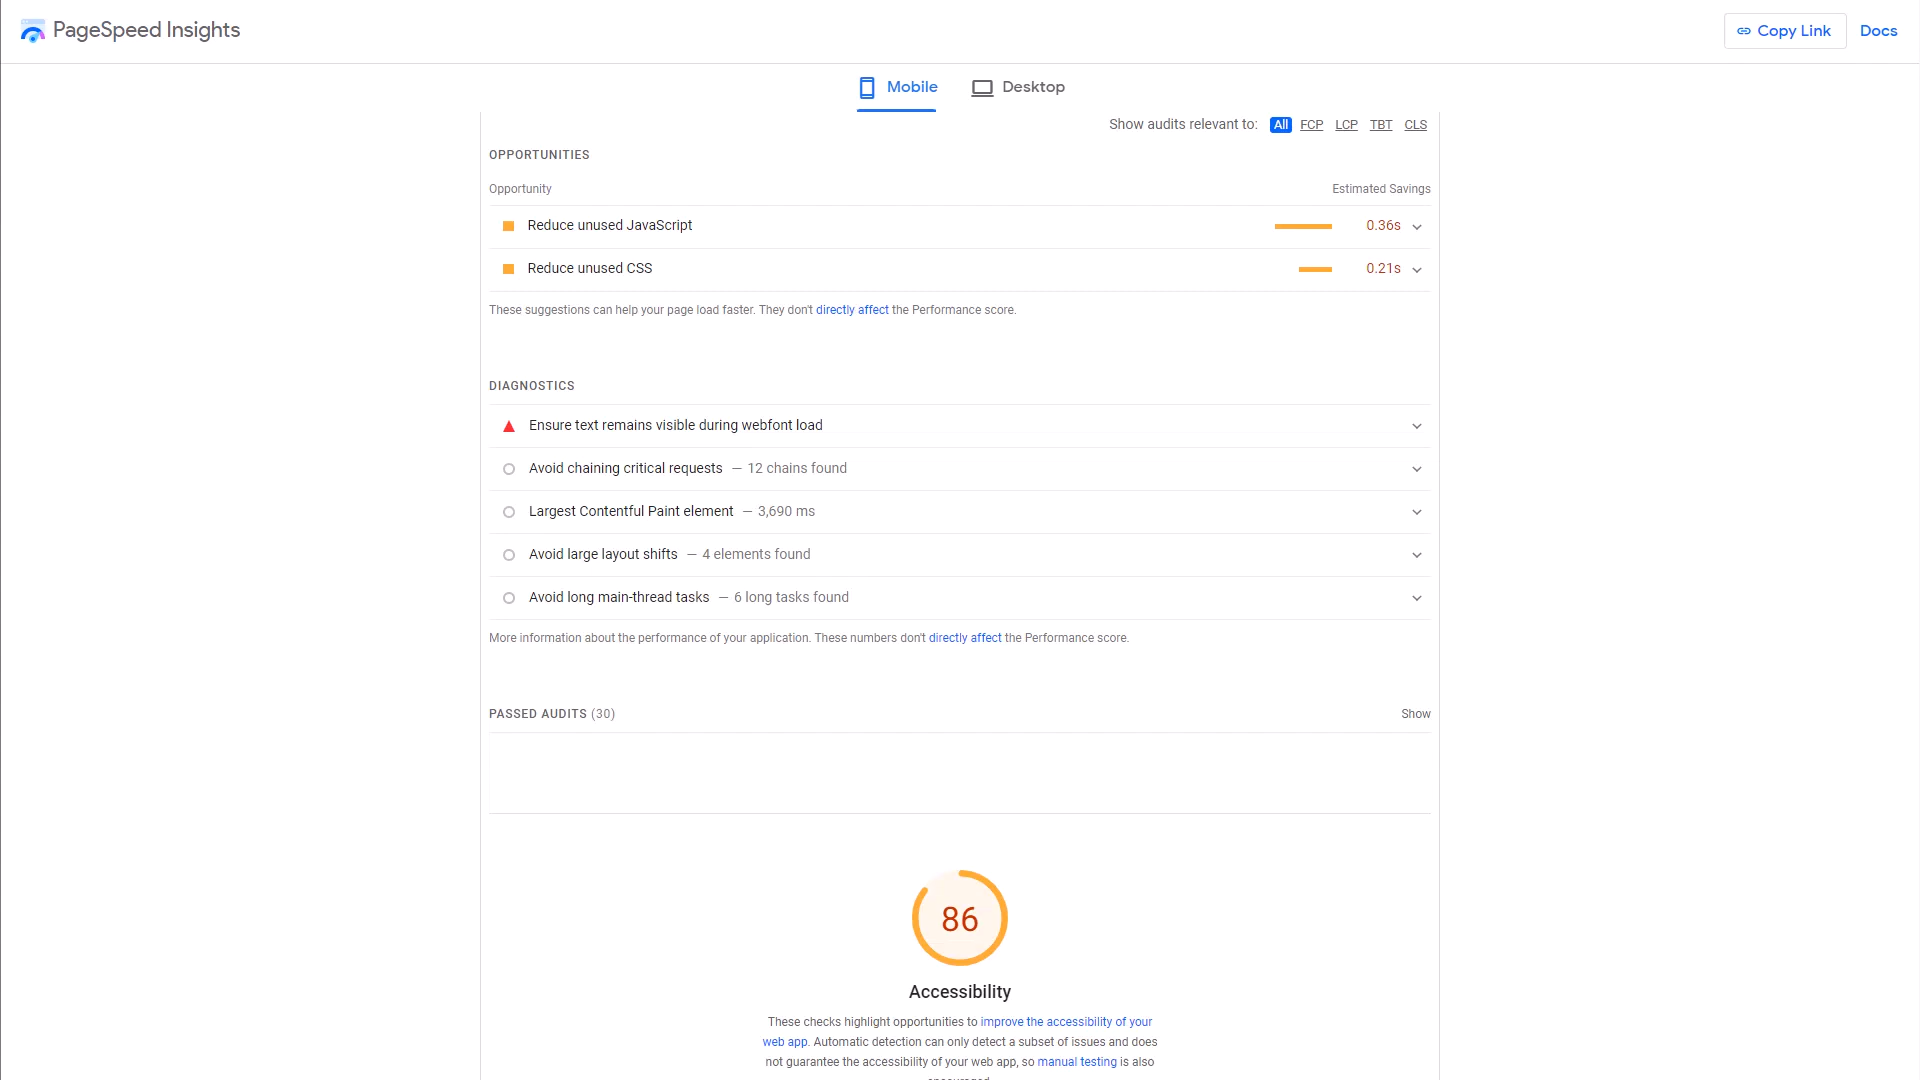 PageSpeed Insights
Copy Link
Docs
Mobile
Desktop
Show audits relevant to: All FCP LCP TBT CLS
OPPORTUNITIES
Opportunity
Estimated Savings
Reduce unused JavaScript
0.36s
Reduce unused CSS
0.21s
These suggestions can help your page load faster. They don't directly affect the Performance score.
DIAGNOSTICS
Ensure text remains visible during webfont load
Avoid chaining critical requests — 12 chains found
Largest Contentful Paint element — 3,690 ms
Avoid large layout shifts — 4 elements found
Avoid long main-thread tasks — 6 long tasks found
More information about the performance of your application. These numbers don't directly affect the Performance score.
PASSED AUDITS (30)
Show
86
Accessibility
These checks highlight opportunities to improve the accessibility of your
web app. Automatic detection can only detect a subset of issues and does
not guarantee the accessibility of your web app, so manual testing is also